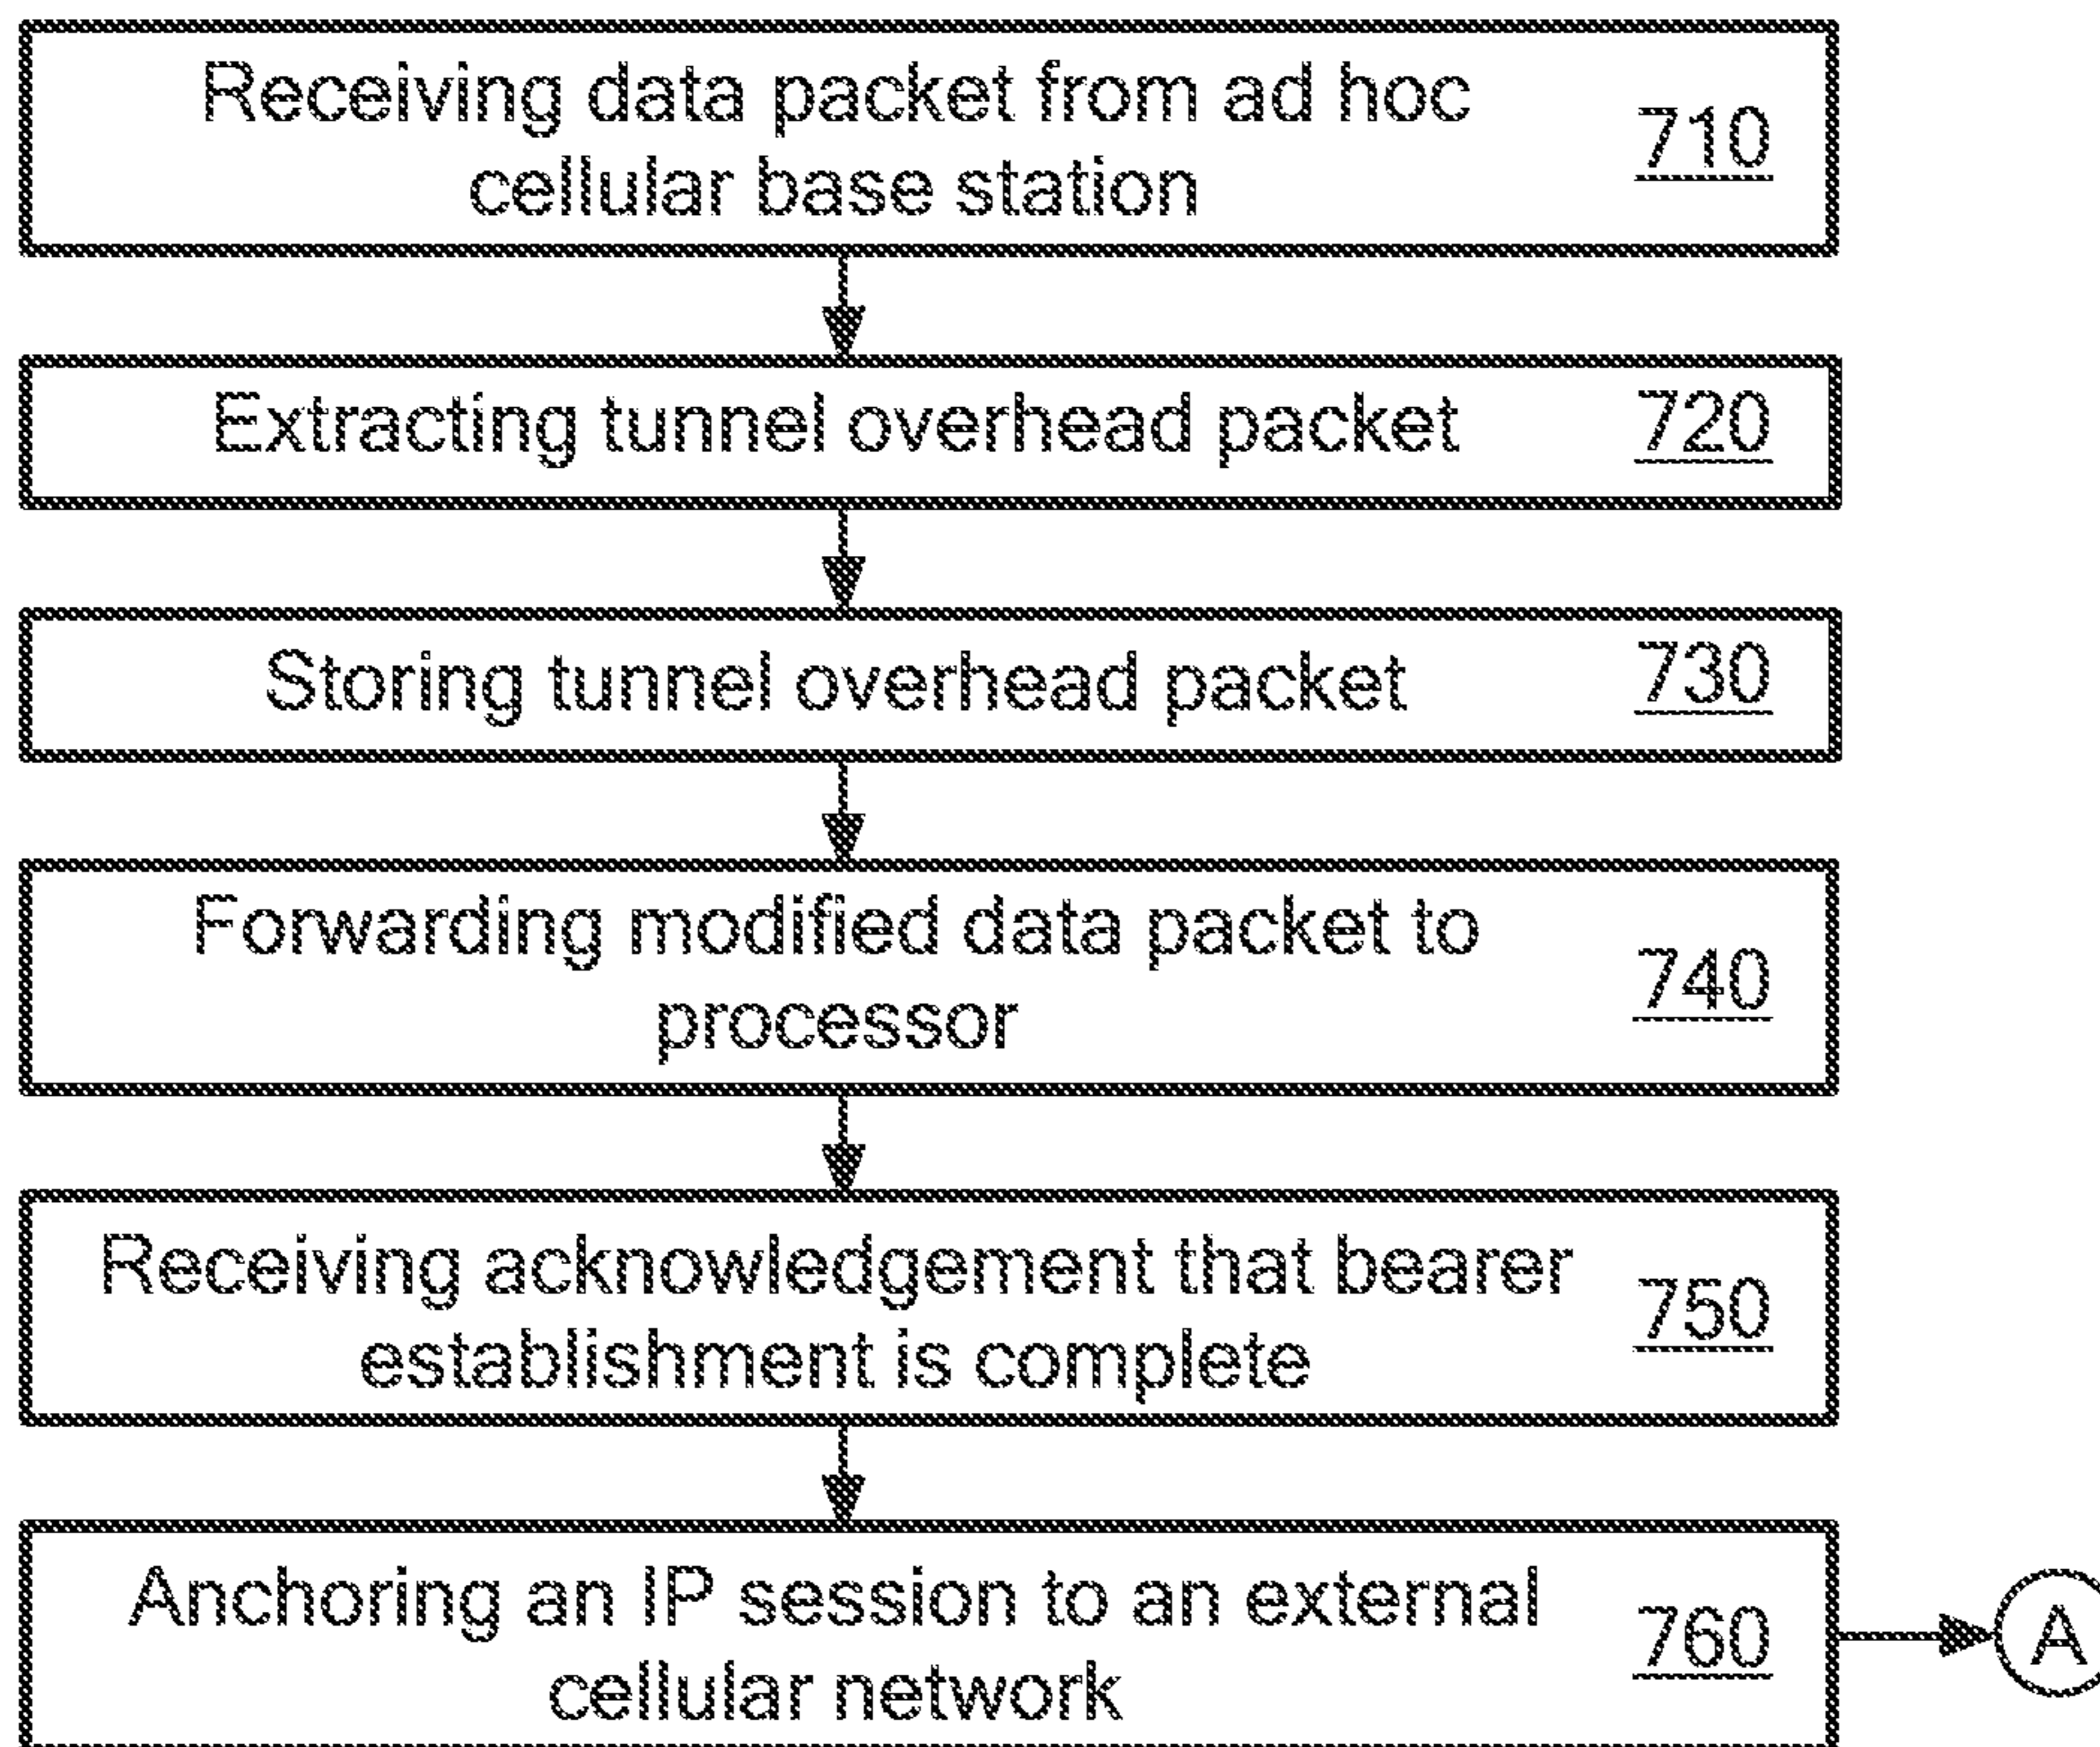 Receiving data packet from ad hoc
cellular base station
710
Extracting tunnel overhead packet 720
Storing tunnel overhead packet 730
Forwarding modified data packet to
processor
740
Receiving acknowledgement that bearer
establishment is complete
750
Anchoring an IP session to an external
cellular network
760
A